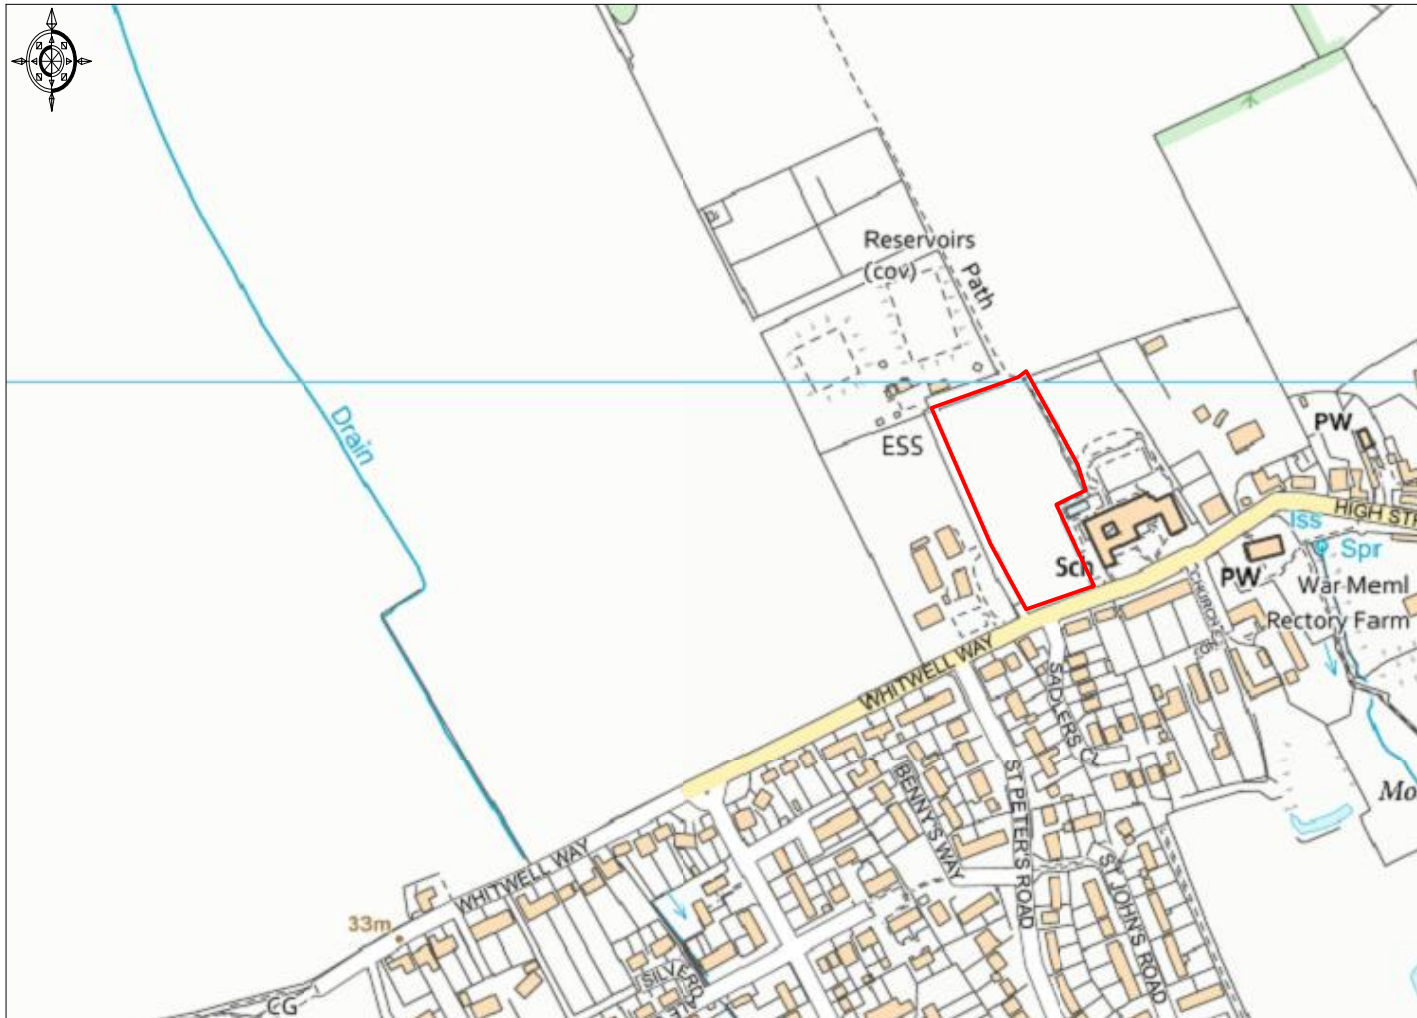 Reservoirs
(cov)
Path
Drain
ESS
PW
HIGH
Iss
Spr
Sch
PW
War Meml
Rectory Farm
WHITWELL WAY
SADLERS
ST PETER'S ROAD
BENNY'S WAY
ST JOHN'S ROAD
Mo
WHITWELL WAY
33m
CG